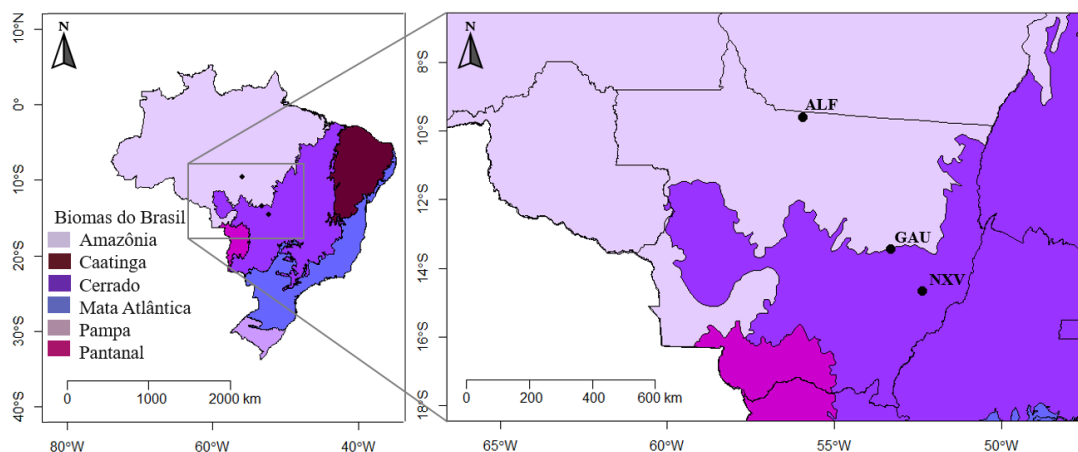 N
10°N
0°
10°S
20°S
30°S
40°S
Biomas do Brasil
Amazônia
Caatinga
Cerrado
Mata Atlântica
Pampa
Pantanal
0 1000 2000 km
80°W 60°W 40°W
N
8°S
10°S
12°S
14°S
16°S
18°S
ALF
GAU
NXV
0 200 400 600 km
65°W 60°W 55°W 50°W